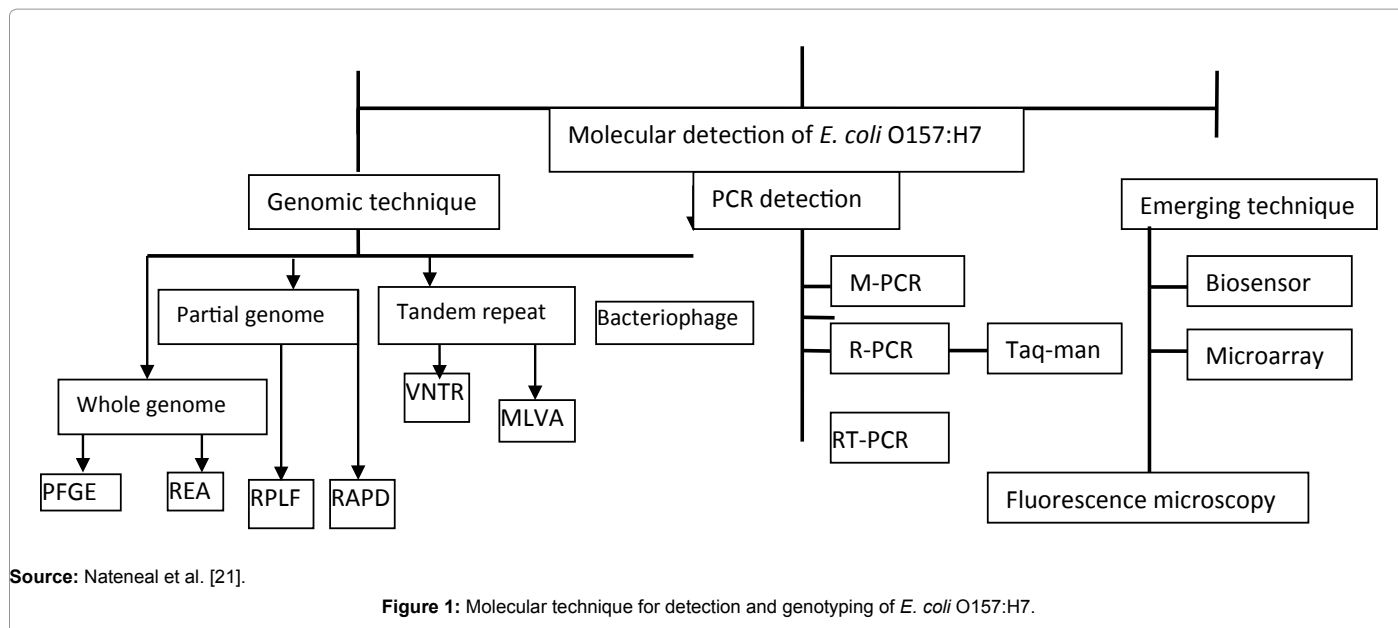 Molecular detection of E. coli O157:H7
Genomic technique
PCR detection
Emerging technique
Partial genome
Tandem repeat
Bacteriophage
M-PCR
Biosensor
R-PCR
Taq-man
Microarray
Whole genome
VNTR
MLVA
RT-PCR
PFGE
REA
RPLF
RAPD
Fluorescence microscopy
Source: Nateneal et al. [21].
Figure 1: Molecular technique for detection and genotyping of E. coli O157:H7.